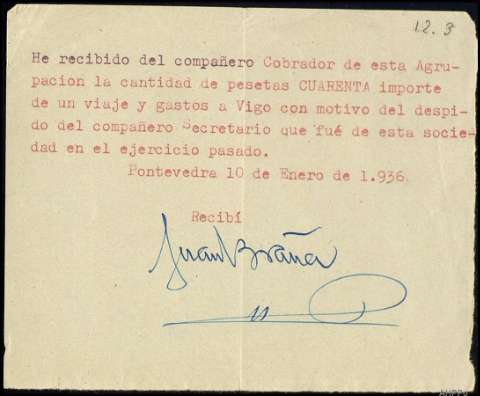 12.3
He recibido del compañero Cobrador de esta Agru-
pacion la cantidad de pesetas CUARENTA importe
de un viaje y gastos a Vigo con motivo del despi-
do del compañero Secretario que fué de esta socie-
dad en el ejercicio pasado.
Pontevedra 10 de Enero de 1.936.
Recibí
Juan Braña